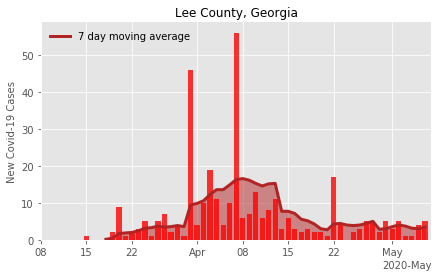 Lee County, Georgia
7 day moving average
New Covid-19 Cases
50
40
30
20
10
0
08
15
22
Apr
08
15
22
May
2020-May